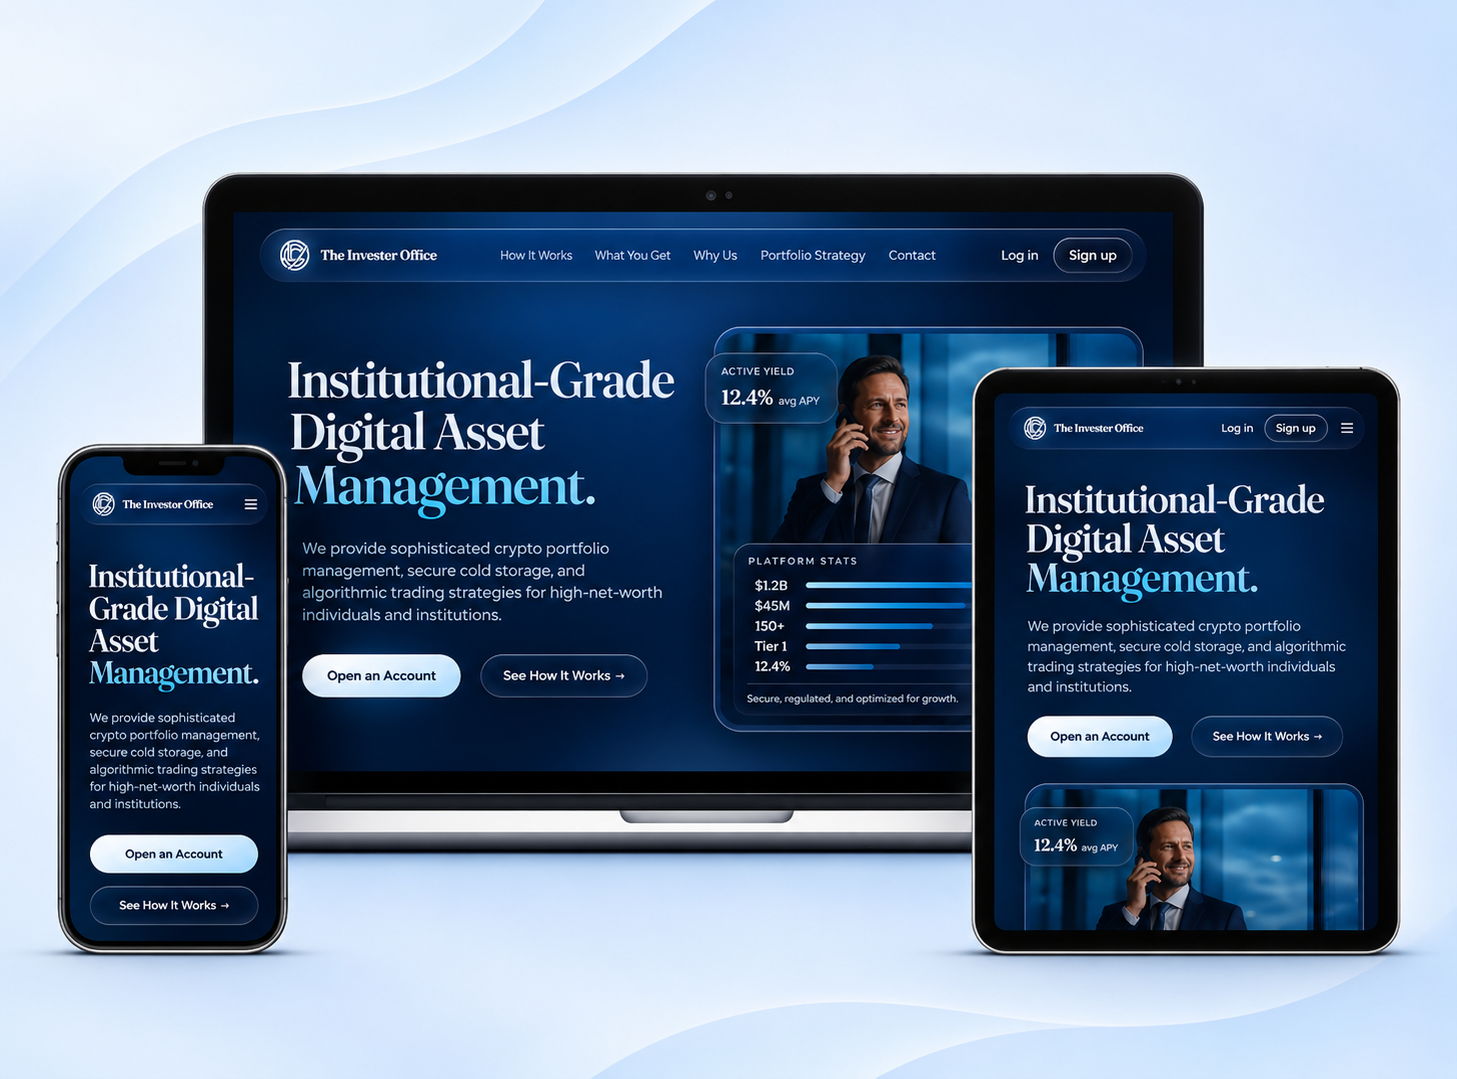 The Invester Office
How It Works
What You Get
Why Us
Portfolio Strategy
Contact
Log in
Sign up
Institutional-Grade
Digital Asset
Management.
We provide sophisticated crypto portfolio
management, secure cold storage, and
algorithmic trading strategies for high-net-worth
individuals and institutions.
Open an Account
See How It Works →
ACTIVE YIELD
12.4% avg APY
PLATFORM STATS
$1.2B
$45M
150+
Tier 1
12.4%
Secure, regulated, and optimized for growth.
The Investor Office
Institutional-
Grade Digital
Asset
Management.
We provide sophisticated
crypto portfolio management,
secure cold storage, and
algorithmic trading strategies
for high-net-worth individuals
and institutions.
Open an Account
See How It Works →
The Invester Office
Log in
Sign up
Institutional-Grade
Digital Asset
Management.
We provide sophisticated crypto portfolio
management, secure cold storage, and algorithmic
trading strategies for high-net-worth individuals
and institutions.
Open an Account
See How It Works →
ACTIVE YIELD
12.4% avg APY